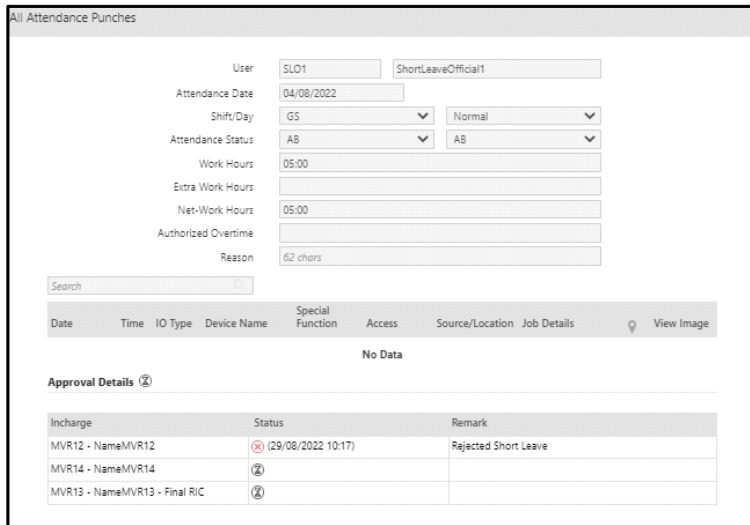 All Attendance Punches
User SLO1 ShortLeaveOfficial1
Attendance Date 04/08/2022
Shift/Day GS Normal
Attendance Status AB AB
Work Hours 05:00
Extra Work Hours
Net-Work Hours 05:00
Authorized Overtime
Reason 62 chars
Search
Date Time IO Type Device Name Special Function Access Source/Location Job Details View Image
No Data
Approval Details
Incharge Status Remark
MVR12 - NameMVR12 (29/08/2022 10:17) Rejected Short Leave
MVR14 - NameMVR14
MVR13 - NameMVR13 - Final RIC